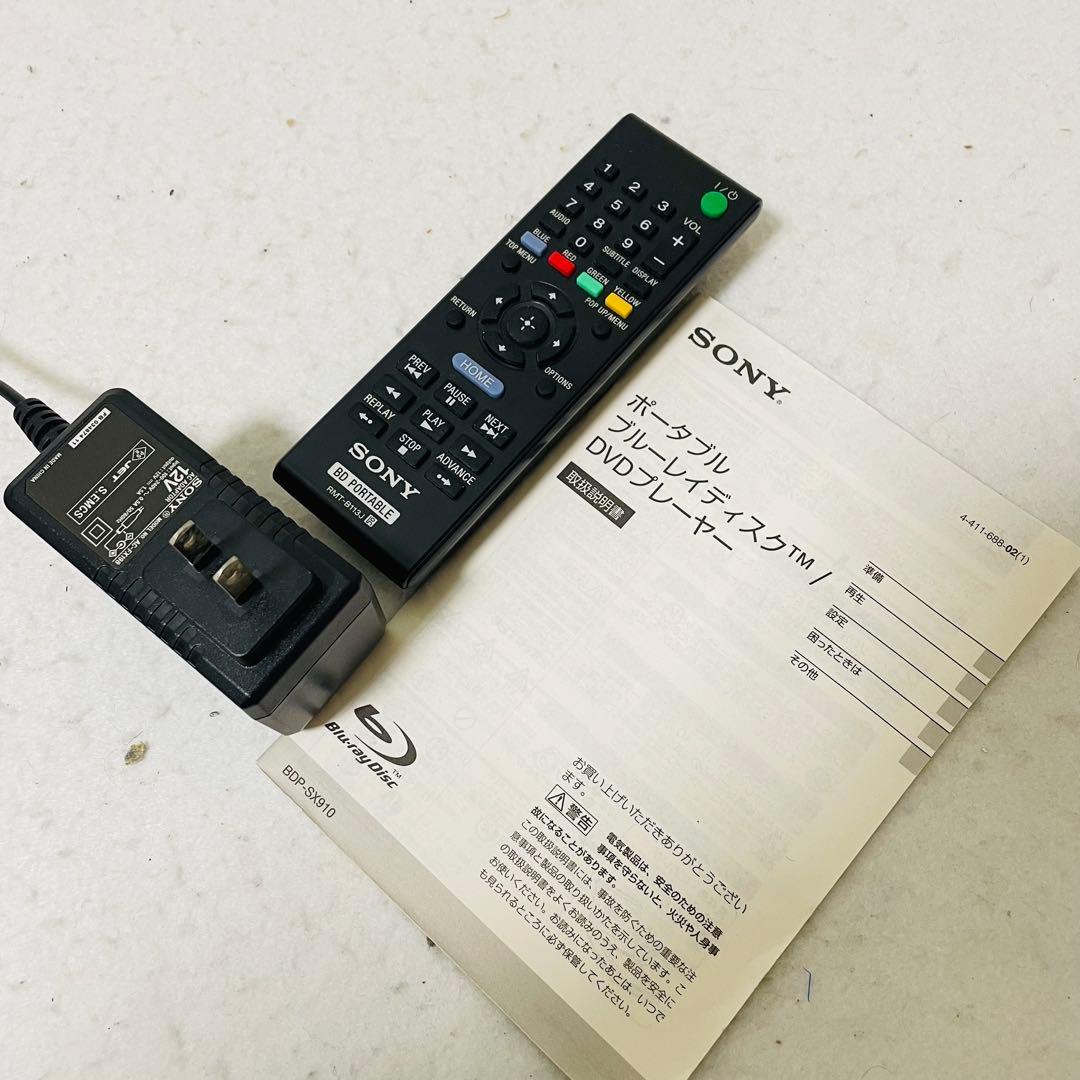 I/⏻
1 2 3
4 5 6
7 8 9
0
VOL
+
−
AUDIO
SUBTITLE
DISPLAY
BLUE
RED
GREEN
YELLOW
TOP MENU
POP UP/MENU
RETURN
OPTIONS
HOME
PREV
PAUSE
NEXT
REPLAY
PLAY
ADVANCE
STOP
SONY
BD PORTABLE
RMT-B113J
MADE IN CHINA
JET
S.EMCS
SONY
AC ADAPTOR
MODEL NO. AC-FX198
12V
SONY®
ポータブル
ブルーレイディスク™/
DVDプレーヤー
取扱説明書
4-411-688-02(1)
準備
再生
設定
困ったときは
その他
Blu-ray Disc™
BDP-SX910
お買い上げいただきありがとうござい
ます。
警告
電気製品は、安全のための注意
事項を守らないと、火災や人身事
故になることがあります。
この取扱説明書には、事故を防ぐための重要な注
意事項と製品の取り扱いかたを示しています。こ
の取扱説明書をよくお読みのうえ、製品を安全に
お使いください。お読みになったあとは、いつで
も見られるところに必ず保管してください。